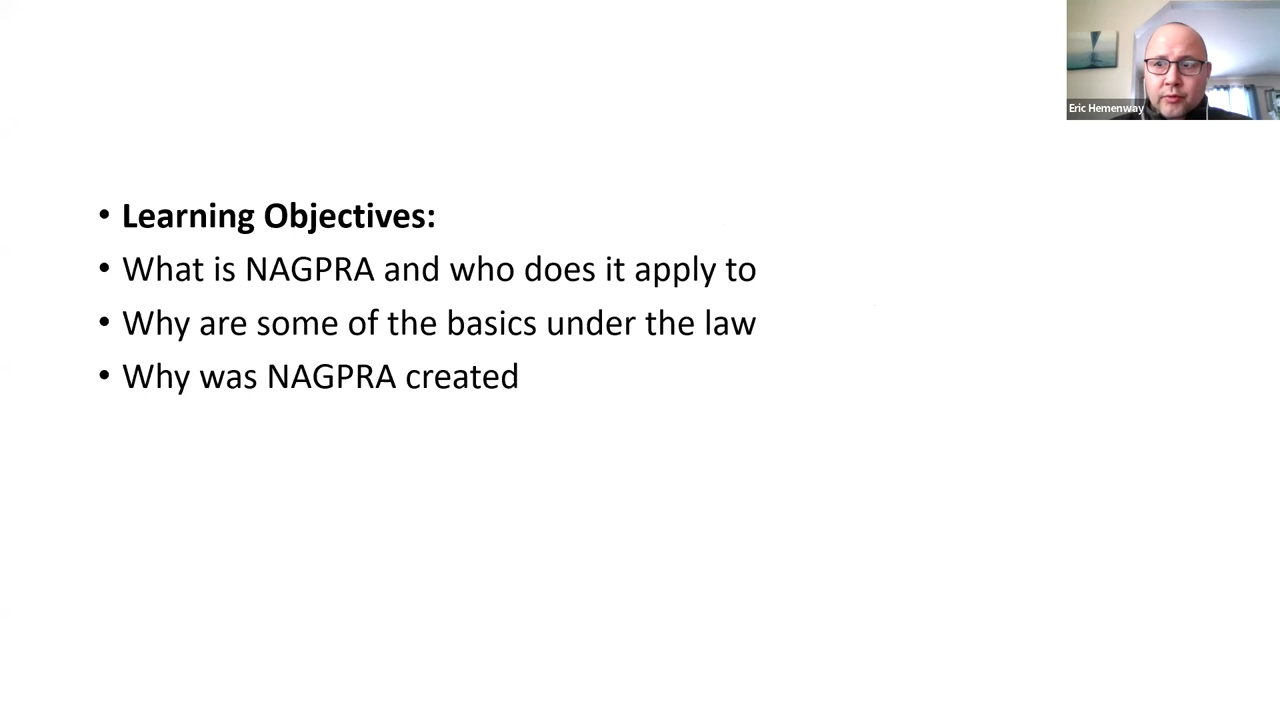 Eric Hemenway
• Learning Objectives:
• What is NAGPRA and who does it apply to
• Why are some of the basics under the law
• Why was NAGPRA created